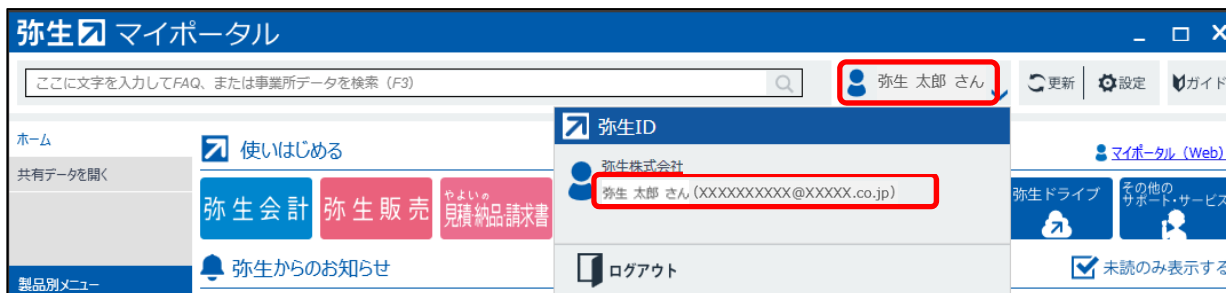 弥生 マイポータル
ここに文字を入力してFAQ、または事業所データを検索（F3）
弥生 太郎 さん
更新
設定
ガイド
ホーム
共有データを開く
製品別メニュー
使いはじめる
弥生会計
弥生販売
やよいの
見積・納品・請求書
弥生からのお知らせ
弥生ID
弥生株式会社
弥生 太郎 さん (XXXXXXXXXX@XXXXX.co.jp)
ログアウト
マイポータル（Web）
弥生ドライブ
その他の
サポート・サービス
未読のみ表示する